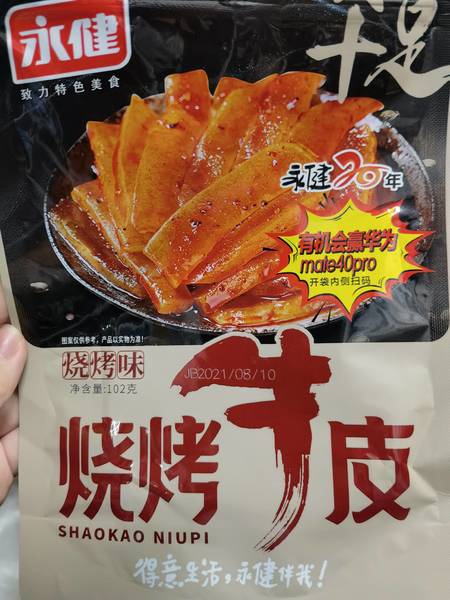 永健
致力特色美食
足
永健20年
有机会赢华为
mate40pro
开袋内侧扫码
图案仅供参考，产品以实物为准!
烧烤味
净含量:102克
JB2021/08/10
烧烤牛皮
SHAOKAO NIUPI
得意生活，永健伴我!